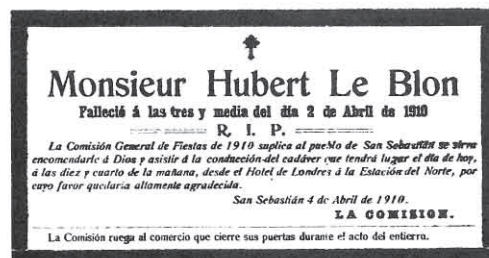 Monsieur Hubert Le Blon
Falleció á las tres y media del día 2 de Abril de 1910
R. I. P.
La Comisión General de Fiestas de 1910 suplica al pueblo de San Sebastián se sirva
encomendarle á Dios y asistir á la conducción del cadáver que tendrá lugar el día de hoy,
á las diez y cuarto de la mañana, desde el Hotel de Londres á la Estación del Norte, por
cuyo favor quedaria altamente agradecida.
San Sebastián 4 de Abril de 1910.
LA COMISION.
La Comisión ruega al comercio que cierre sus puertas durante el acto del entierro.